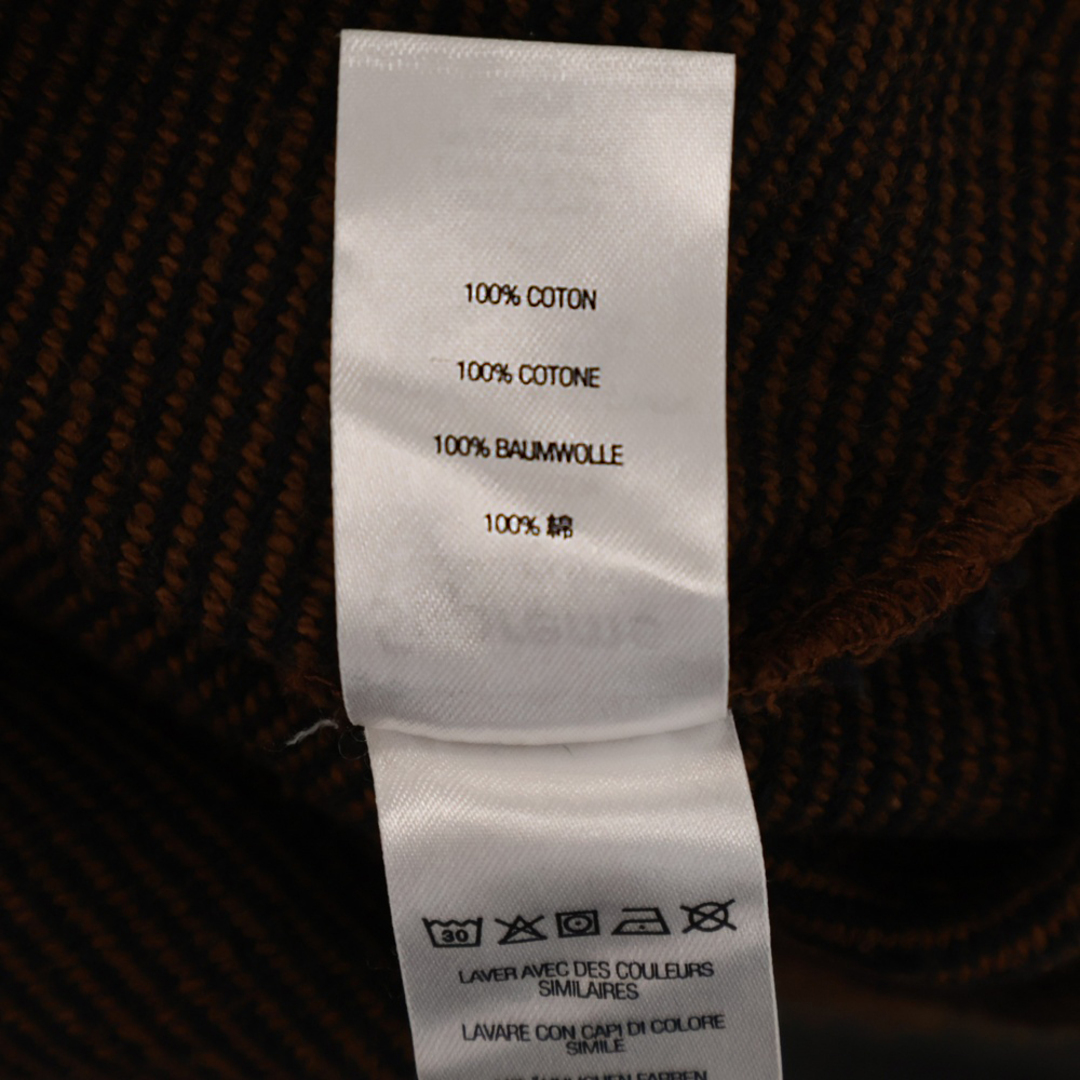 100% COTON
100% COTONE
100% BAUMWOLLE
100% 綿
30
LAVER AVEC DES COULEURS
SIMILAIRES
LAVARE CON CAPI DI COLORE
SIMILE
FARBEN